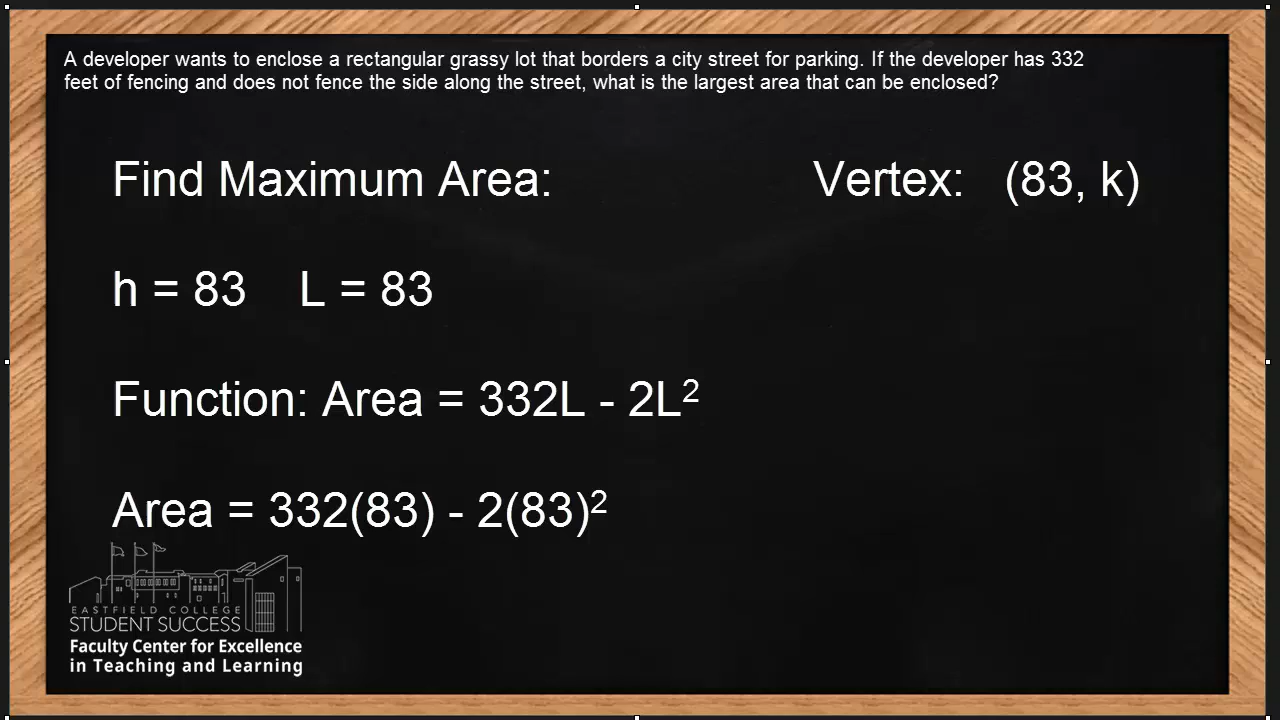 A developer wants to enclose a rectangular grassy lot that borders a city street for parking. If the developer has 332
feet of fencing and does not fence the side along the street, what is the largest area that can be enclosed?
Find Maximum Area:
Vertex: (83, k)
h = 83 L = 83
Function: Area = 332L - 2L²
Area = 332(83) - 2(83)²
EASTFIELD COLLEGE
STUDENT SUCCESS
Faculty Center for Excellence
in Teaching and Learning